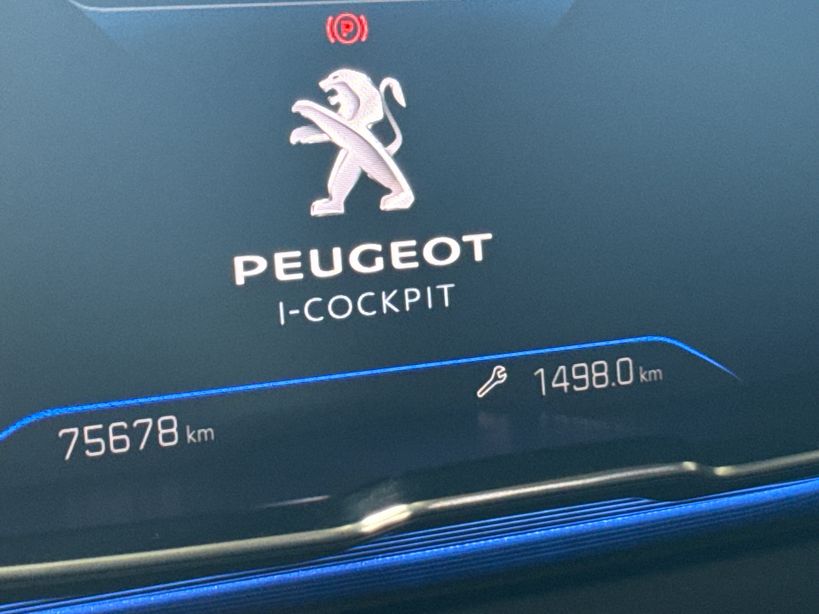 P
PEUGEOT
I-COCKPIT
1498.0 km
75678 km